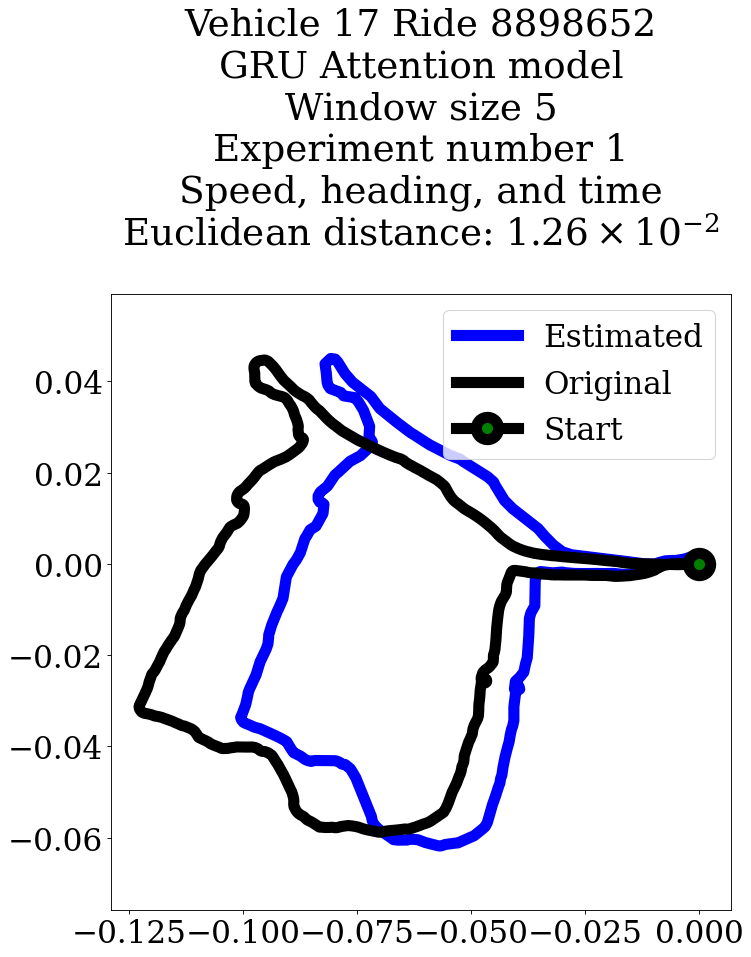 Vehicle 17 Ride 8898652
GRU Attention model
Window size 5
Experiment number 1
Speed, heading, and time
Euclidean distance: 1.26 × 10⁻²
Estimated
Original
Start
0.04
0.02
0.00
−0.02
−0.04
−0.06
−0.125 −0.100 −0.075 −0.050 −0.025 0.000